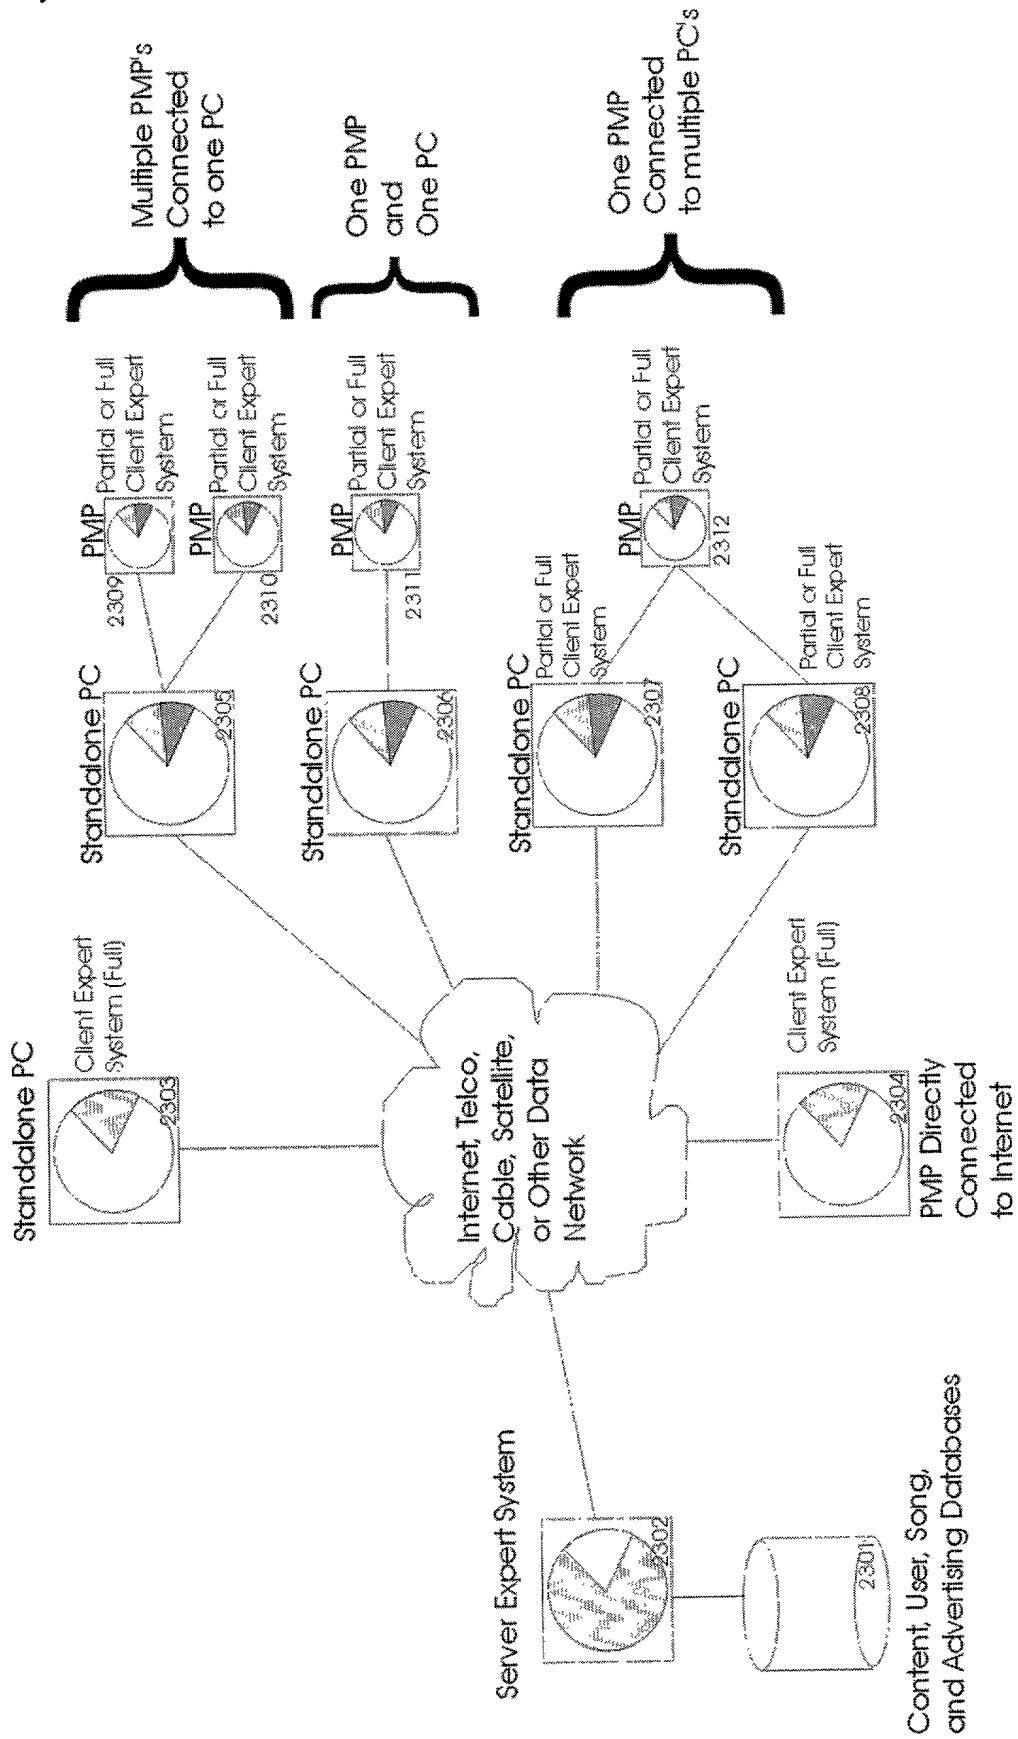 Standalone PC
Client Expert
System (Full)
2303
Standalone PC
2305
PMP
Partial or Full
Client Expert
System
2309
PMP
Partial or Full
Client Expert
System
2310
Multiple PMP's
Connected
to one PC
Standalone PC
2306
PMP
Partial or Full
Client Expert
System
2311
One PMP
and
One PC
Internet, Telco,
Cable, Satellite,
or Other Data
Network
Standalone PC
2307
Partial or Full
Client Expert
System
PMP
Partial or Full
Client Expert
System
2312
Standalone PC
2308
Partial or Full
Client Expert
System
One PMP
Connected
to multiple PC's
Server Expert System
2302
2301
Content, User, Song,
and Advertising Databases
Client Expert
System (Full)
2304
PMP Directly
Connected
to Internet